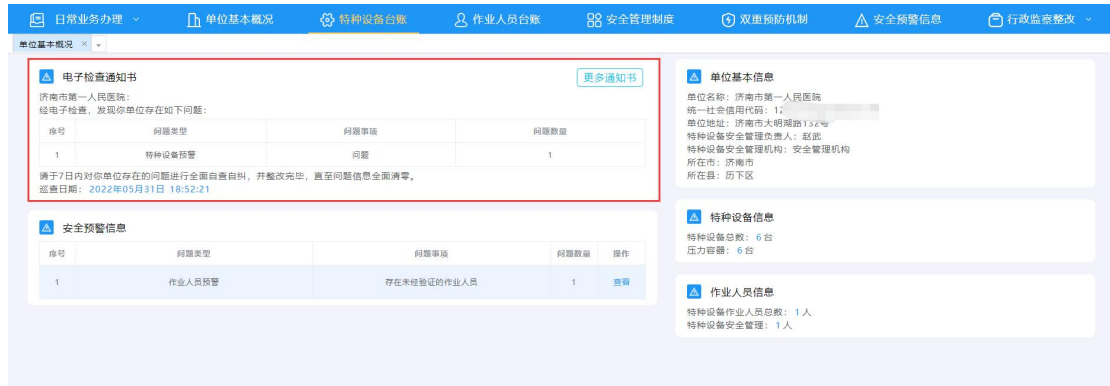 日常业务办理 单位基本概况 特种设备台账 作业人员台账 安全管理制度 双重预防机制 安全预警信息 行政监察整改
单位基本概况 ×
电子检查通知书 更多通知书
济南市第一人民医院:
经电子检查,发现你单位存在如下问题:
序号 问题类型 问题事项 问题数量
1 特种设备预警 问题 1
请于7日内对你单位存在的问题进行全面自查自纠,并整改完毕,直至问题信息全面清零。
巡查日期: 2022年05月31日 18:52:21
安全预警信息
序号 问题类型 问题事项 问题数量 操作
1 作业人员预警 存在未经验证的作业人员 1 查看
单位基本信息
单位名称: 济南市第一人民医院
统一社会信用代码: 12
单位地址: 济南市大明湖路132号
特种设备安全管理负责人: 赵武
特种设备安全管理机构: 安全管理机构
所在市: 济南市
所在县: 历下区
特种设备信息
特种设备总数: 6 台
压力容器: 6 台
作业人员信息
特种设备作业人员总数: 1 人
特种设备安全管理: 1 人